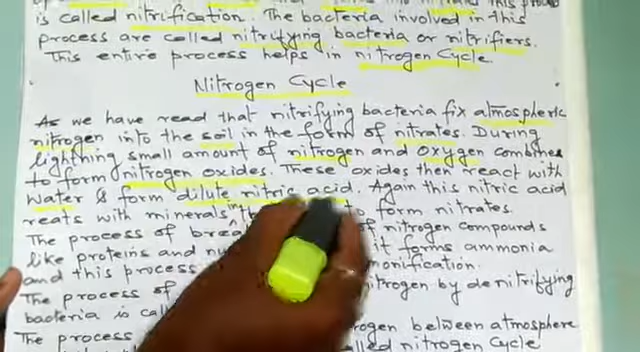 is called nitrification. The bacteria involved in this
process are called nitrifying bacteria or nitrifiers.
This entire process helps in nitrogen Cycle.
Nitrogen Cycle
As we have read that nitrifying bacteria fix atmospheric
nitrogen into the soil in the form of nitrates. During
lightning small amount of nitrogen and oxygen combines
to form nitrogen oxides. These oxides then react with
water & form dilute nitric acid. Again this nitric acid
reats with minerals in to form nitrates.
The process of of nitrogen compounds
like proteins and it forms ammonia
and this process
The process of nitrogen by denitrifying
bacteria is
The process between atmosphere
nitrogen Cycle